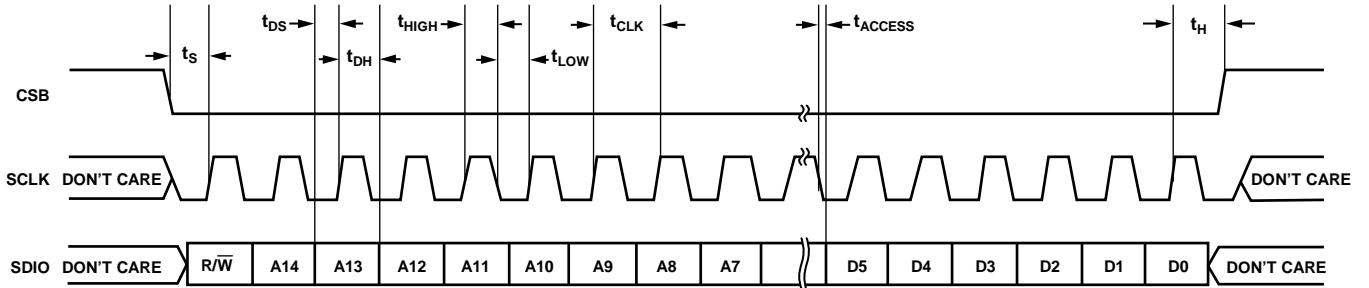 tDS tHIGH tCLK tACCESS tH
tS tDH tLOW
CSB
SCLK DON'T CARE DON'T CARE
SDIO DON'T CARE R/W̅ A14 A13 A12 A11 A10 A9 A8 A7 D5 D4 D3 D2 D1 D0 DON'T CARE